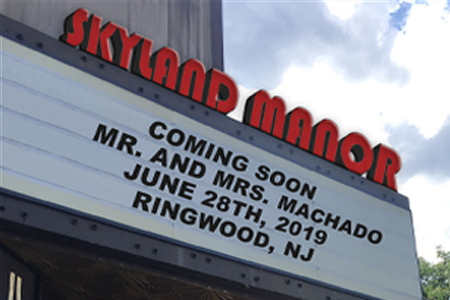 SKYLAND MANOR
COMING SOON
MR. AND MRS. MACHADO
JUNE 28TH, 2019
RINGWOOD, NJ